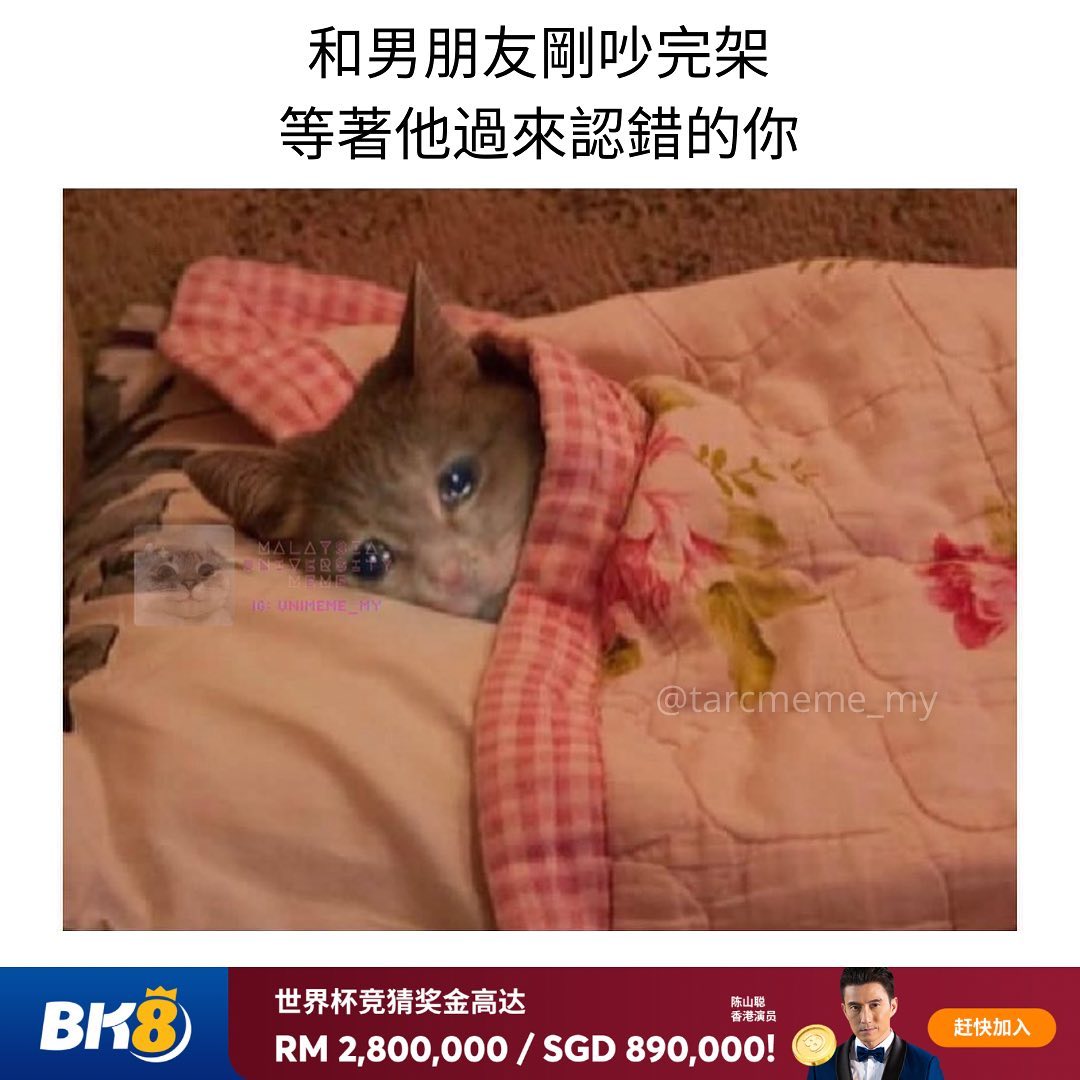 和男朋友剛吵完架
等著他過來認錯的你
MALAYSIA
UNIVERSITY
MEME
IG: UNIMEME_MY
@tarcmeme_my
BK8
世界杯竞猜奖金高达
RM 2,800,000 / SGD 890,000!
陈山聪
香港演员
赶快加入